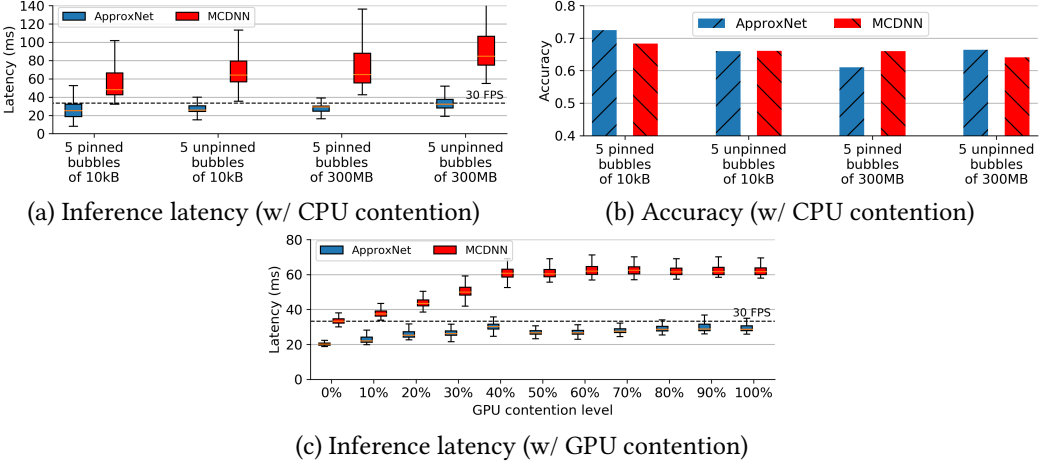 140
120
100
80
60
40
20
0
Latency (ms)
ApproxNet
MCDNN
30 FPS
5 pinned
bubbles
of 10kB
5 unpinned
bubbles
of 10kB
5 pinned
bubbles
of 300MB
5 unpinned
bubbles
of 300MB
(a) Inference latency (w/ CPU contention)
0.8
0.7
0.6
0.5
0.4
Accuracy
ApproxNet
MCDNN
5 pinned
bubbles
of 10kB
5 unpinned
bubbles
of 10kB
5 pinned
bubbles
of 300MB
5 unpinned
bubbles
of 300MB
(b) Accuracy (w/ CPU contention)
80
60
40
20
0
Latency (ms)
ApproxNet
MCDNN
30 FPS
0% 10% 20% 30% 40% 50% 60% 70% 80% 90% 100%
GPU contention level
(c) Inference latency (w/ GPU contention)